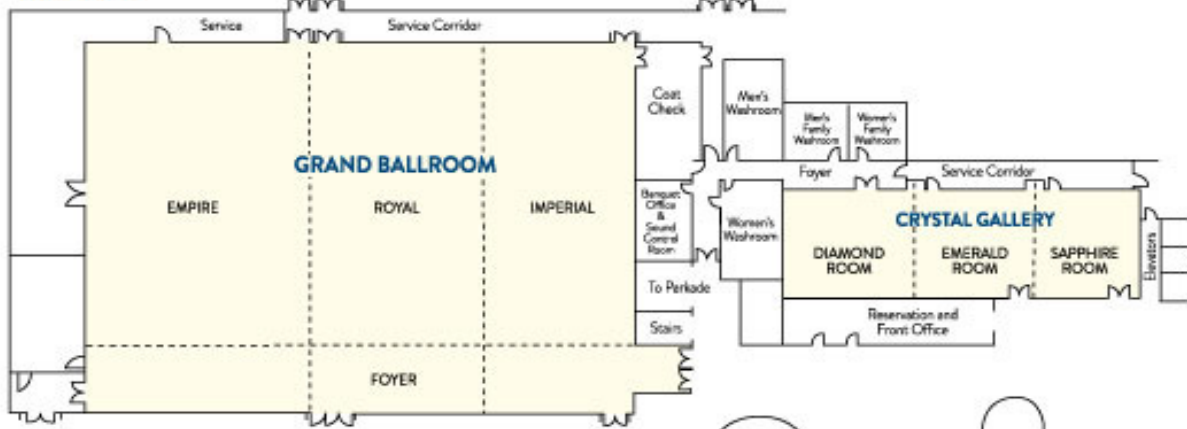 Service
Service Corridor
Coat
Check
Men's
Washroom
Men's
Family
Washroom
Women's
Family
Washroom
GRAND BALLROOM
EMPIRE
ROYAL
IMPERIAL
Banquet
Office
&
Sound
Control
Room
Foyer
Service Corridor
Women's
Washroom
CRYSTAL GALLERY
DIAMOND
ROOM
EMERALD
ROOM
SAPPHIRE
ROOM
Elevators
To Parkade
Stairs
Reservation and
Front Office
FOYER